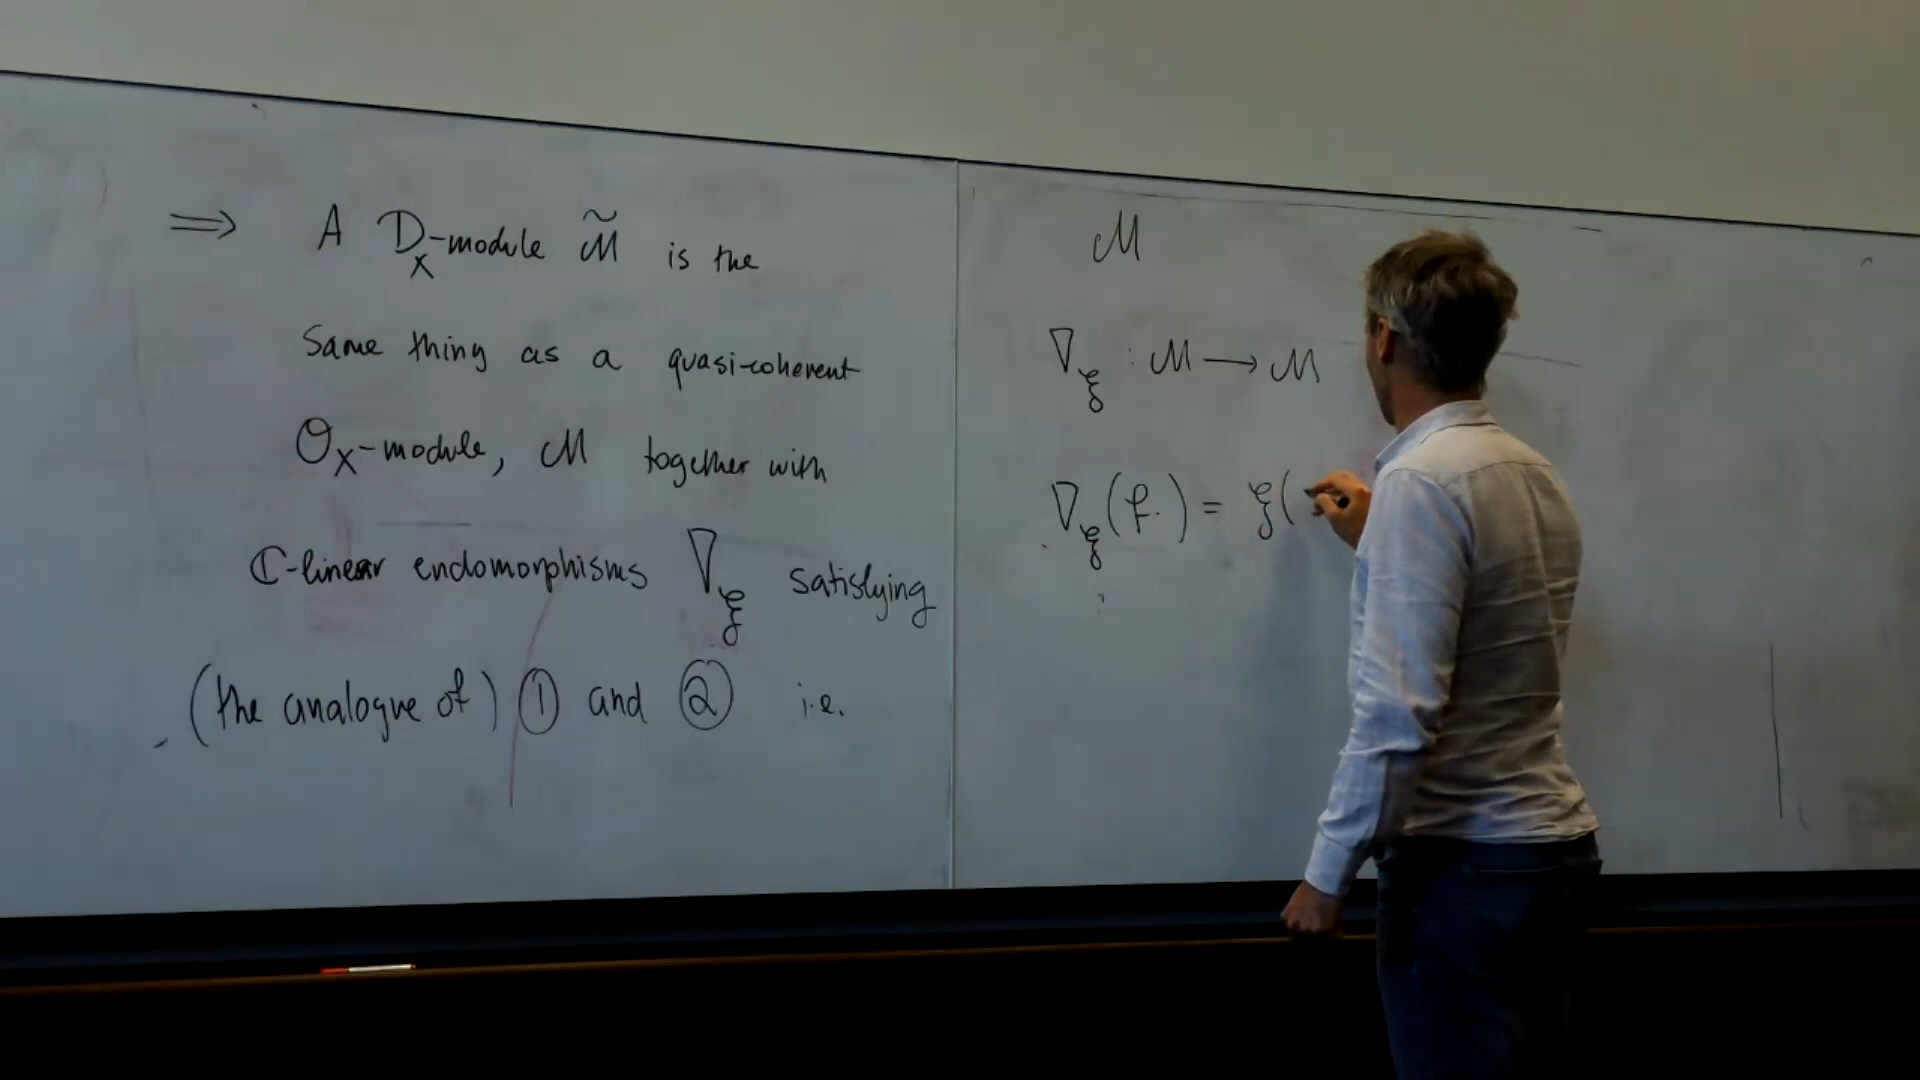 ⟹ A D_X-module M̃ is the
Same thing as a quasi-coherent
O_X-module, M together with
ℂ-linear endomorphisms ∇_ξ satisfying
(the analogue of) ① and ② i.e.
M
∇_ξ : M ⟶ M
∇_ξ(f.) = ξ(